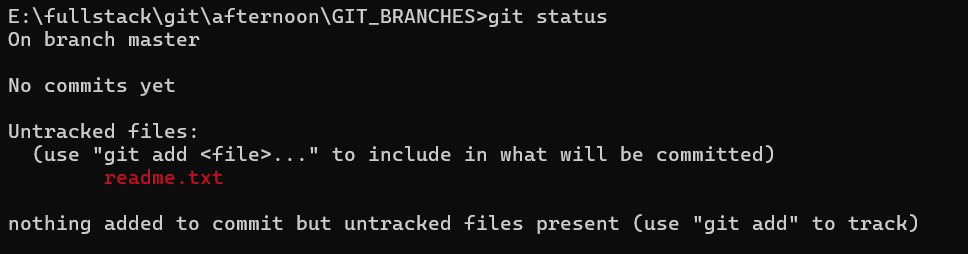 E:\fullstack\git\afternoon\GIT_BRANCHES>git status
On branch master
No commits yet
Untracked files:
(use "git add <file>..." to include in what will be committed)
readme.txt
nothing added to commit but untracked files present (use "git add" to track)